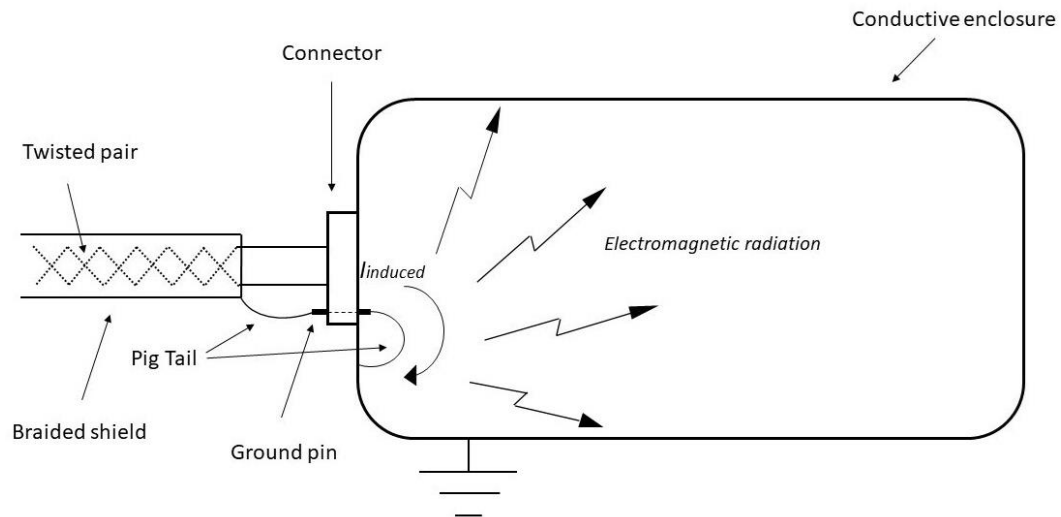 Conductive enclosure
Connector
Twisted pair
Electromagnetic radiation
Iinduced
Pig Tail
Braided shield
Ground pin